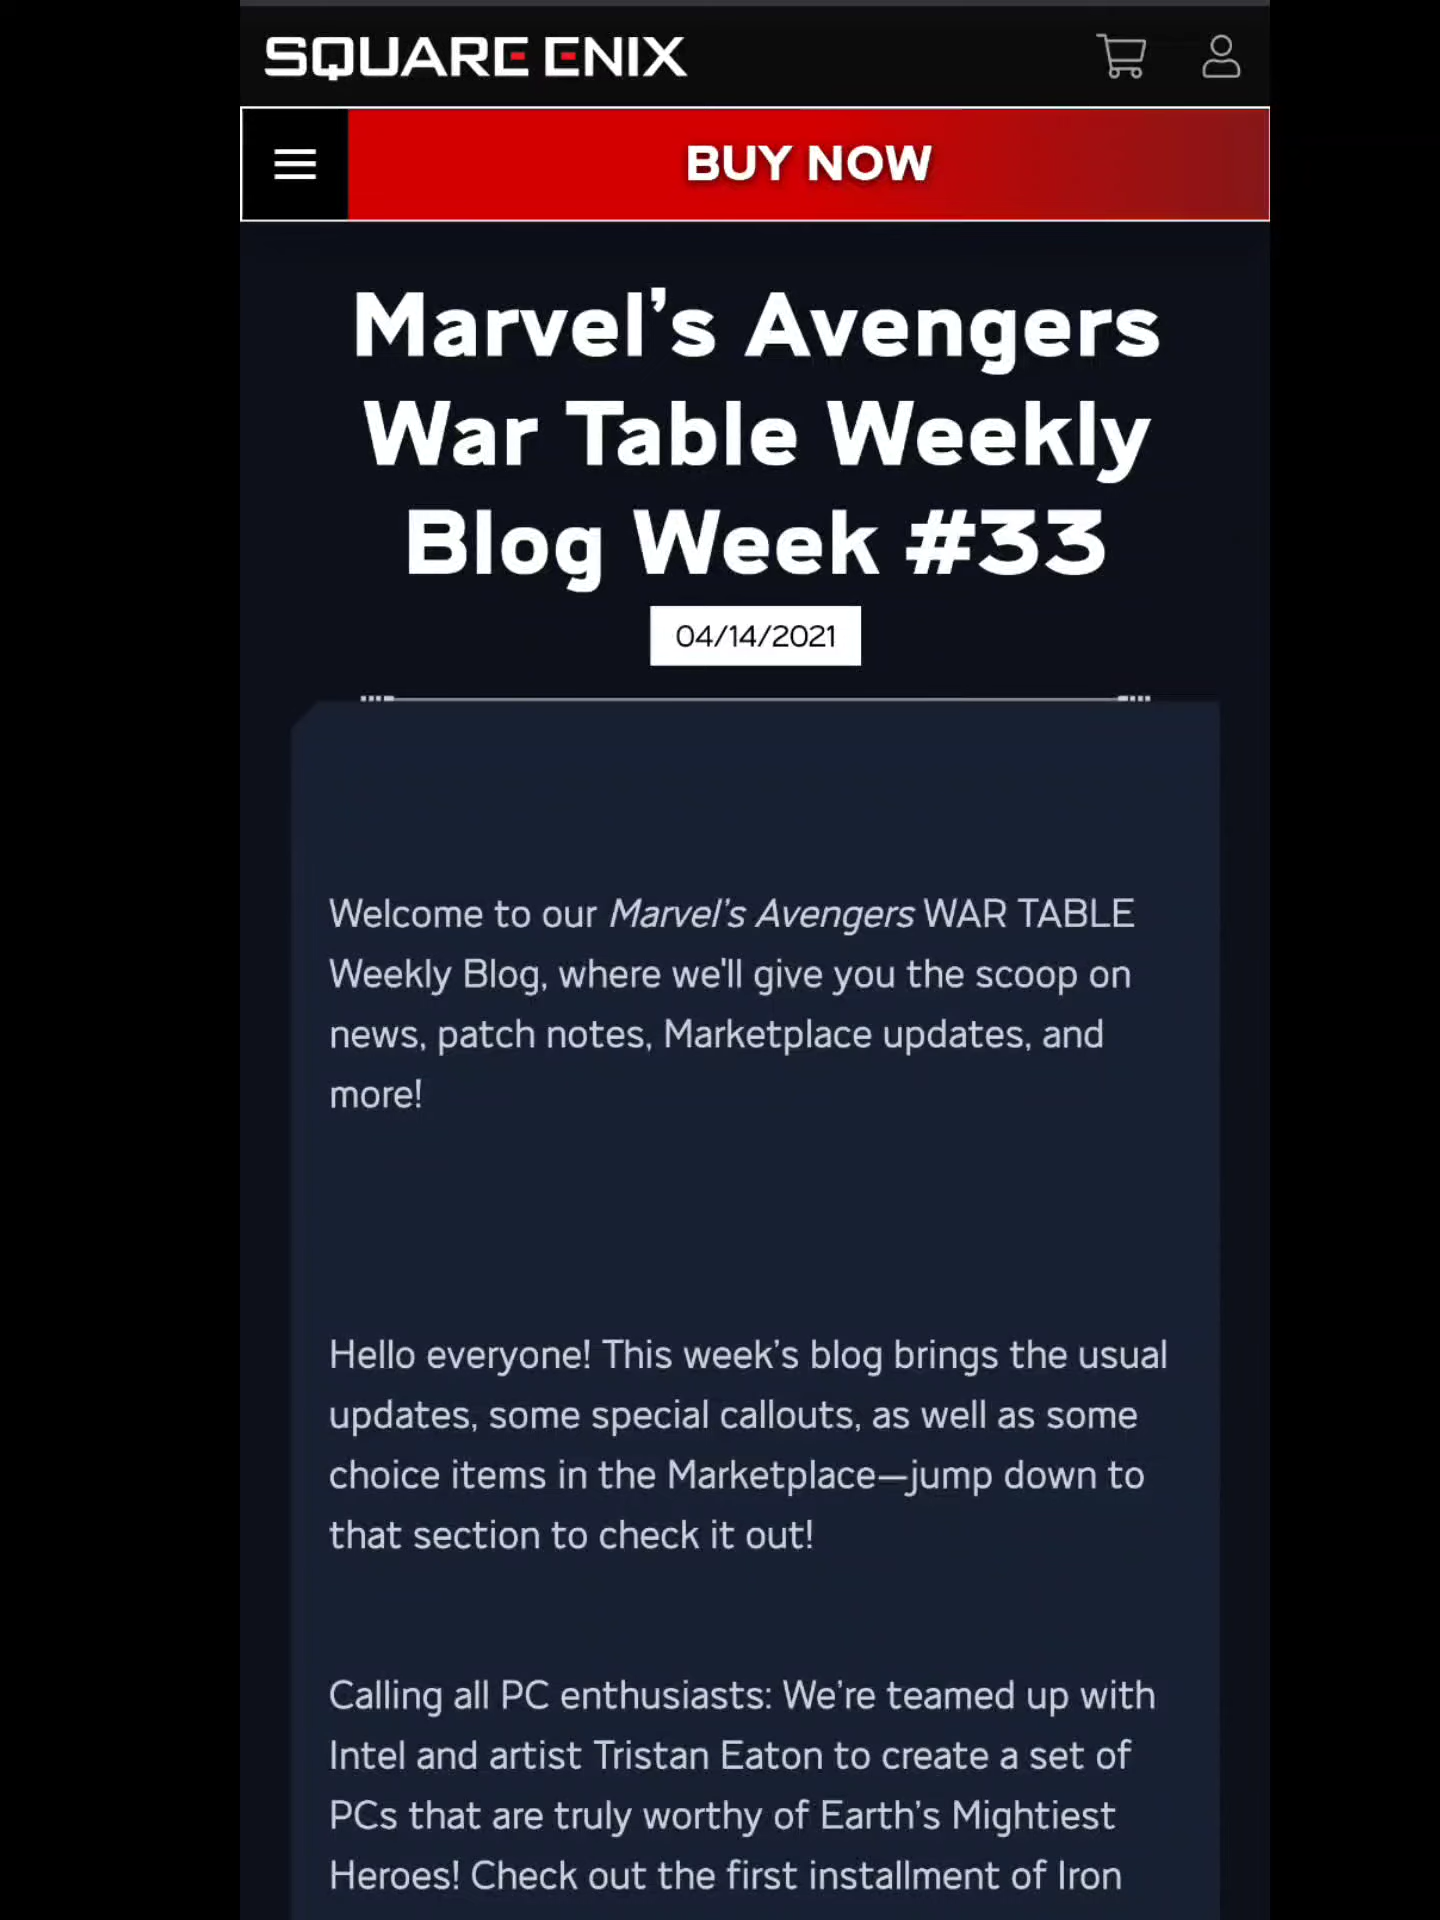 SQUARE ENIX
BUY NOW
Marvel’s Avengers
War Table Weekly
Blog Week #33
04/14/2021
Welcome to our Marvel’s Avengers WAR TABLE
Weekly Blog, where we'll give you the scoop on
news, patch notes, Marketplace updates, and
more!
Hello everyone! This week’s blog brings the usual
updates, some special callouts, as well as some
choice items in the Marketplace—jump down to
that section to check it out!
Calling all PC enthusiasts: We’re teamed up with
Intel and artist Tristan Eaton to create a set of
PCs that are truly worthy of Earth’s Mightiest
Heroes! Check out the first installment of Iron